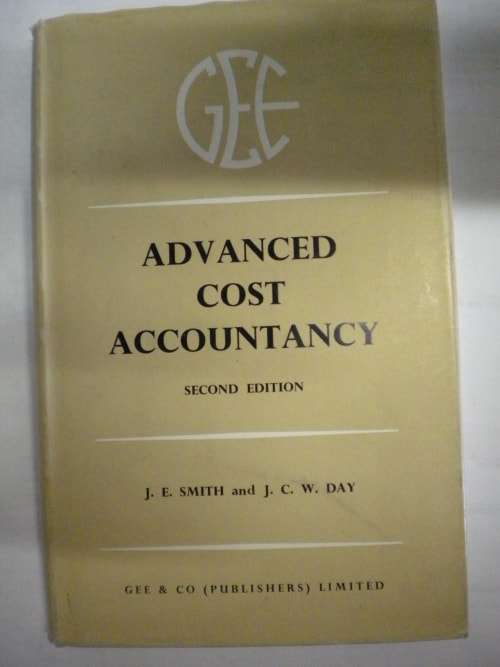 GEE
ADVANCED
COST
ACCOUNTANCY
SECOND EDITION
J. E. SMITH and J. C. W. DAY
GEE & CO (PUBLISHERS) LIMITED